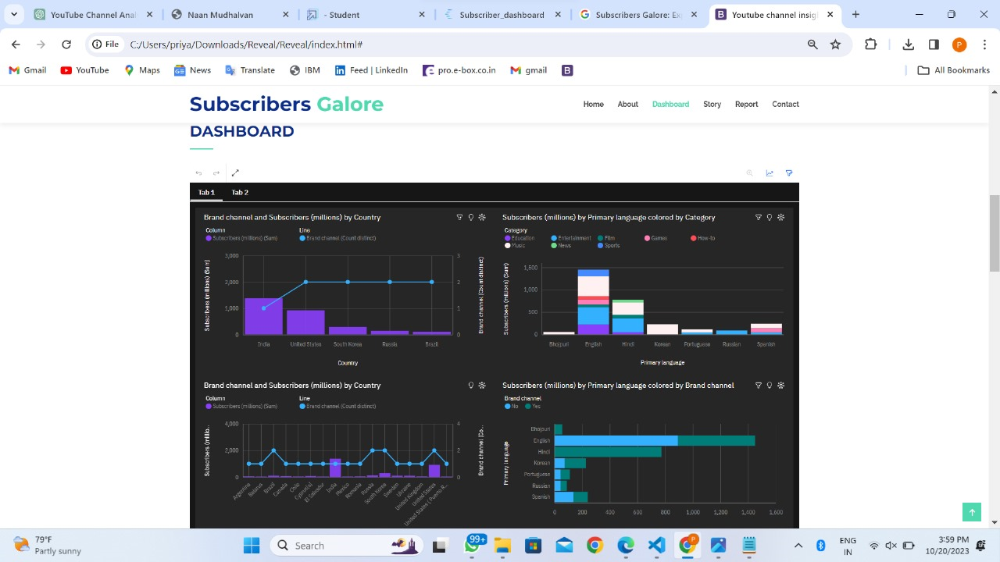 YouTube Channel Anal
- Sent
Subscriber_dashboard
Subscribers Galore: Ex
Youtube channel insig
File C:/Users/priya/Downloads/Reveal/Reveal/index.html#
Gmail YouTube Maps News Translate IBM Feed | LinkedIn pro.e-box.co.in gmail All Bookmarks
Subscribers Galore
Home About Dashboard Story Report Contact
DASHBOARD
Tab 1 Tab 2
Brand channel and Subscribers (millions) by Country
Column Line
Subscribers (millions) (Sum) Brand channel (Count distinct)
Subscribers (millions) (Sum)
3,000 2,000 1,000 0
3 2 1 0
Brand channel (Count distinct)
India United States South Korea Russia Brazil
Country
Subscribers (millions) by Primary language colored by Category
Category
Education Entertainment Film Games How-to
Music News Sports
Subscribers (millions) (Sum)
1,500 1,000 500 0
Bhojpuri English Hindi Korean Portuguese Russian Spanish
Primary language
Brand channel and Subscribers (millions) by Country
Column Line
Subscribers (millions) (Sum) Brand channel (Count distinct)
Subscribers (millio...
4,000 2,000 0
4 2 0
Brand channel (Co...
Argentina Belarus Brazil Canada Chile Cyprus(s) El Salvador India Mexico Romania Russia South Korea Sweden Ukraine United Kingdom United States United States (Puerto R...
Subscribers (millions) by Primary language colored by Brand channel
Brand channel
No Yes
Primary language
Bhojpuri
English
Hindi
Korean
Portuguese
Russian
Spanish
0 200 400 600 800 1,000 1,200 1,400 1,600
79°F
Partly sunny
Search
99+
ENG
IN
3:59 PM
10/20/2023